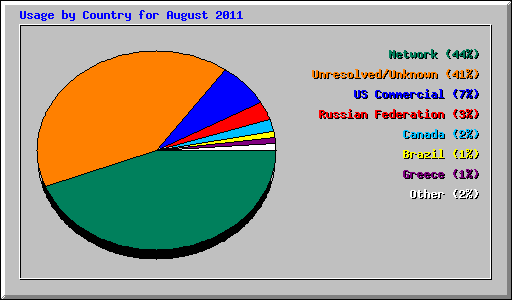 Usage by Country for August 2011
Network (44%)
Unresolved/Unknown (41%)
US Commercial (7%)
Russian Federation (3%)
Canada (2%)
Brazil (1%)
Greece (1%)
Other (2%)